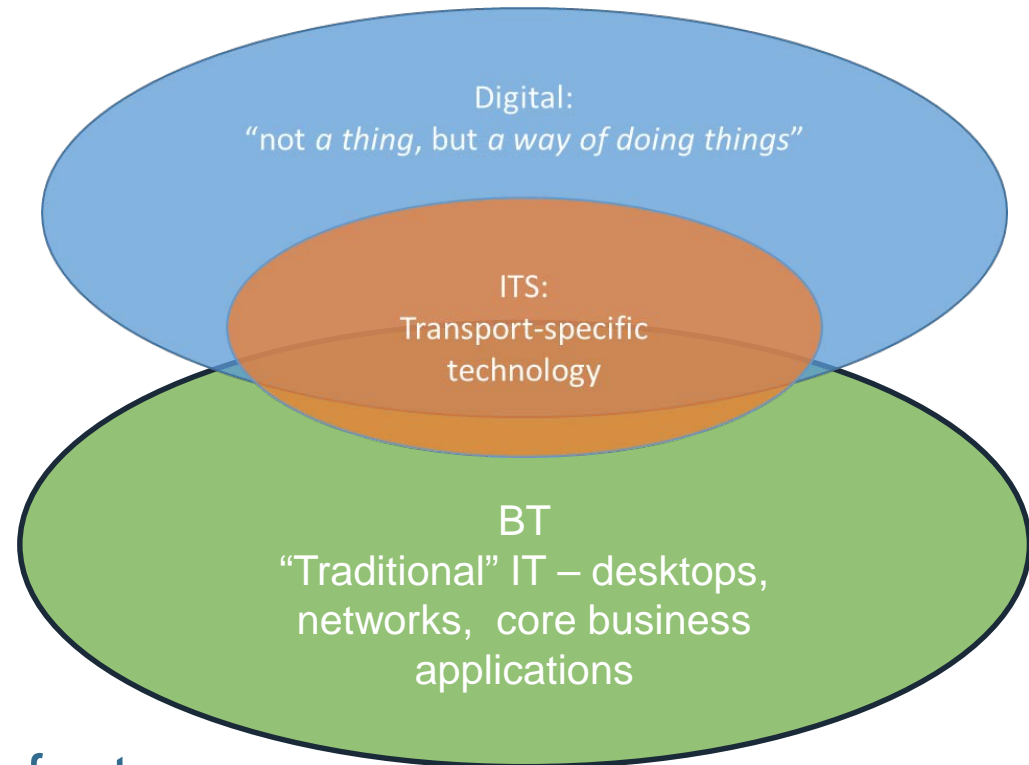 Digital:
“not a thing, but a way of doing things”
ITS:
Transport-specific
technology
BT
“Traditional” IT – desktops,
networks, core business
applications